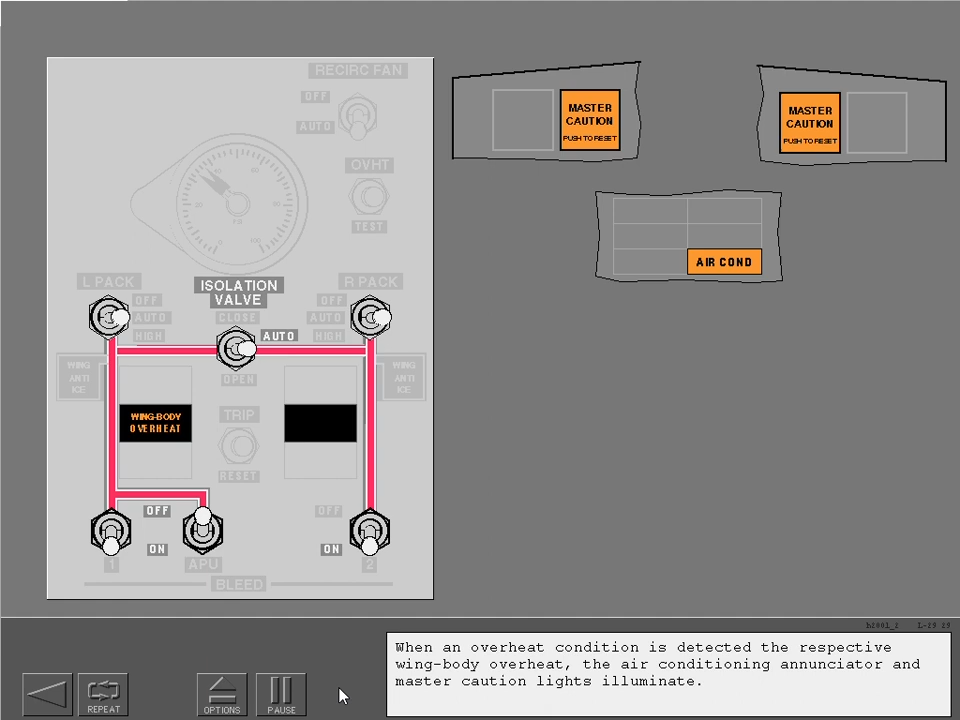 RECIRC FAN
OFF
AUTO
OVHT
TEST
L PACK
R PACK
ISOLATION
VALVE
OFF
AUTO
HIGH
CLOSE
AUTO
OPEN
OFF
AUTO
HIGH
WING
ANTI
ICE
WING
ANTI
ICE
WING-BODY
OVERHEAT
TRIP
RESET
OFF
ON
OFF
ON
1
APU
2
BLEED
MASTER
CAUTION
PUSH TO RESET
MASTER
CAUTION
PUSH TO RESET
AIR COND
When an overheat condition is detected the respective
wing-body overheat, the air conditioning annunciator and
master caution lights illuminate.
REPEAT
OPTIONS
PAUSE